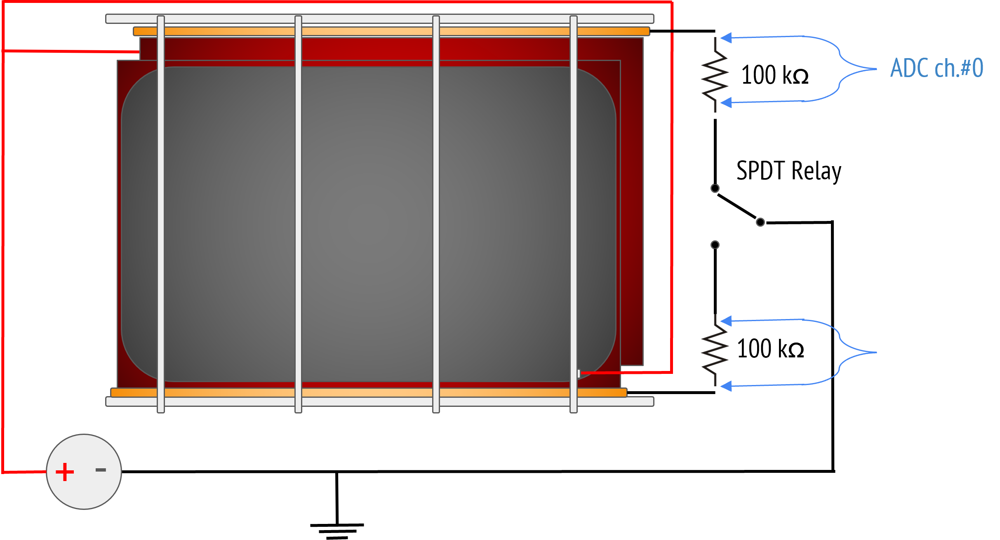 ADC ch.#0
100 kΩ
SPDT Relay
100 kΩ
+ -